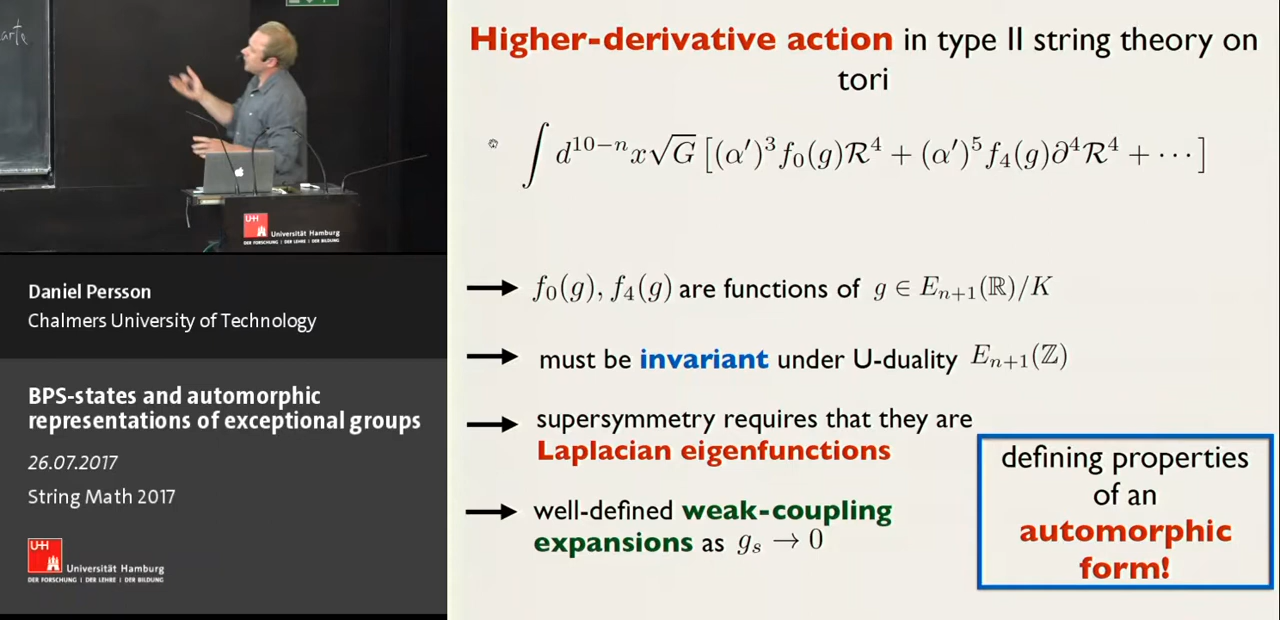 arte
Higher-derivative action in type II string theory on
tori
∫ d^{10−n}x√G [(α′)^3 f_0(g)ℛ^4 + (α′)^5 f_4(g)∂^4ℛ^4 + ⋯]
→ f_0(g), f_4(g) are functions of g ∈ E_{n+1}(ℝ)/K
→ must be invariant under U-duality E_{n+1}(ℤ)
→ supersymmetry requires that they are
Laplacian eigenfunctions
→ well-defined weak-coupling
expansions as g_s → 0
defining properties
of an
automorphic
form!
UH
Universität Hamburg
DER FORSCHUNG | DER LEHRE | DER BILDUNG
Daniel Persson
Chalmers University of Technology
BPS-states and automorphic
representations of exceptional groups
26.07.2017
String Math 2017
UH
Universität Hamburg
DER FORSCHUNG | DER LEHRE | DER BILDUNG